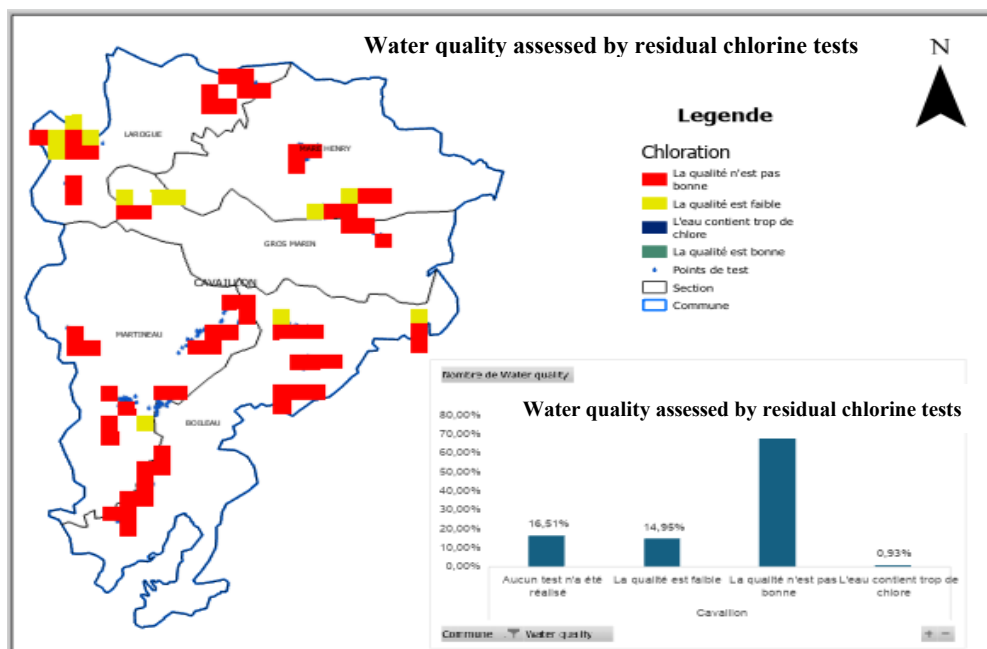 Water quality assessed by residual chlorine tests
N
Legende
Chloration
La qualité n'est pas
bonne
La qualité est faible
L'eau contient trop de
chlore
La qualité est bonne
Points de test
Section
Commune
LAROGUE
MARE HENRY
GROS MARIN
CAVAILLON
MARTINEAU
BOILEAU
Nombre de Water quality
Water quality assessed by residual chlorine tests
80,00%
70,00%
60,00%
50,00%
40,00%
30,00%
20,00%
10,00%
0,00%
16,51%
14,95%
0,93%
Aucun test n'a été
réalisé
La qualité est faible
La qualité n'est pas
bonne
L'eau contient trop de
chlore
Cavaillon
Commune
Water quality
+ −